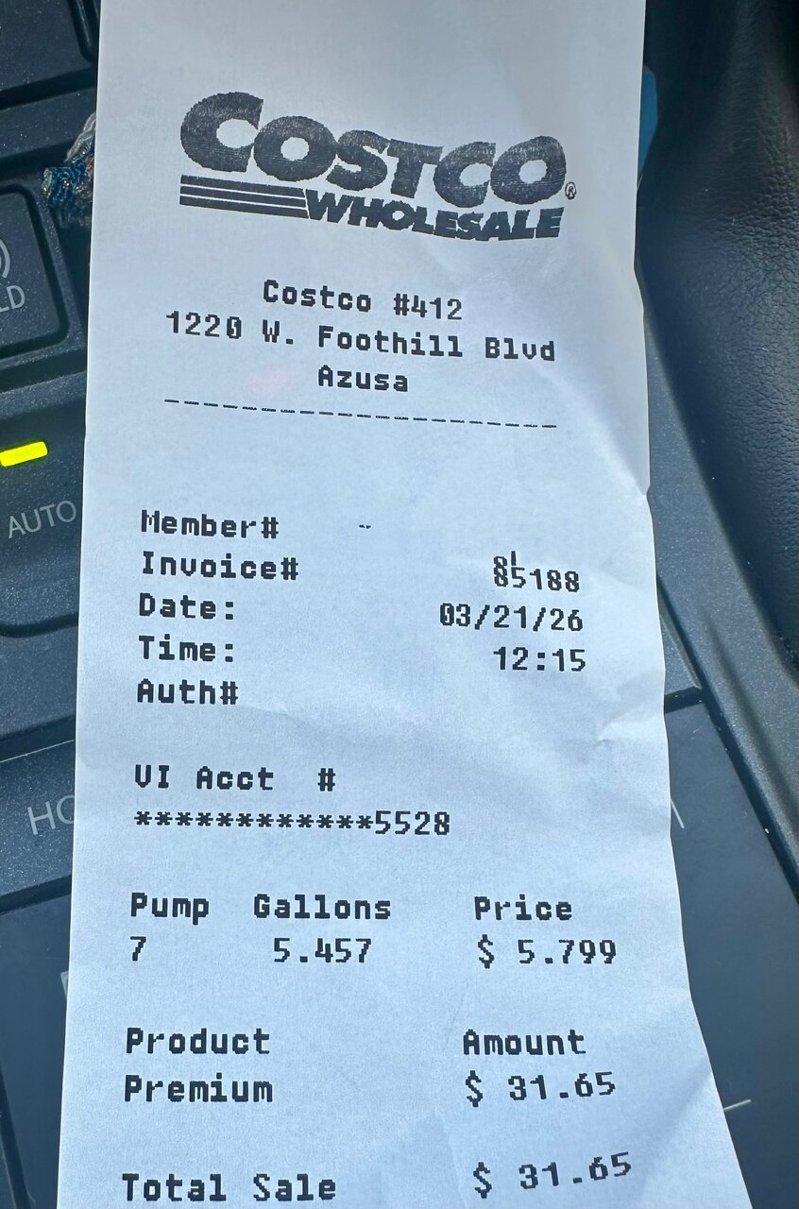 COSTCO®
WHOLESALE
Costco #412
1220 W. Foothill Blvd
Azusa
Member#
Invoice# 85188
Date: 03/21/26
Time: 12:15
Auth#
VI Acct #
************5528
Pump Gallons Price
7 5.457 $ 5.799
Product Amount
Premium $ 31.65
Total Sale $ 31.65
AUTO